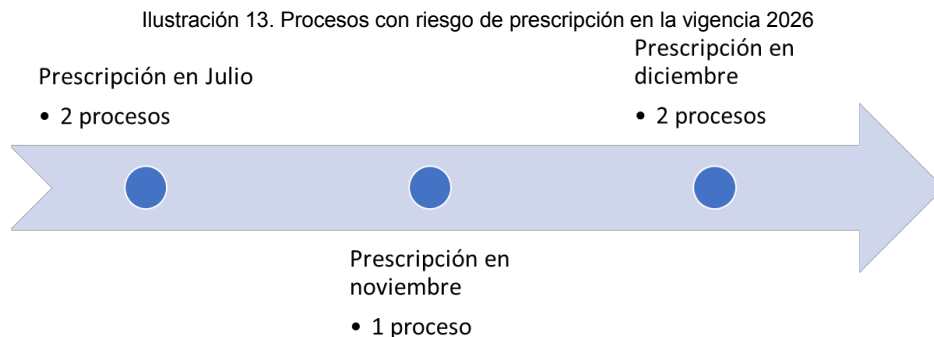 Ilustración 13. Procesos con riesgo de prescripción en la vigencia 2026
Prescripción en Julio
• 2 procesos
Prescripción en
noviembre
• 1 proceso
Prescripción en
diciembre
• 2 procesos